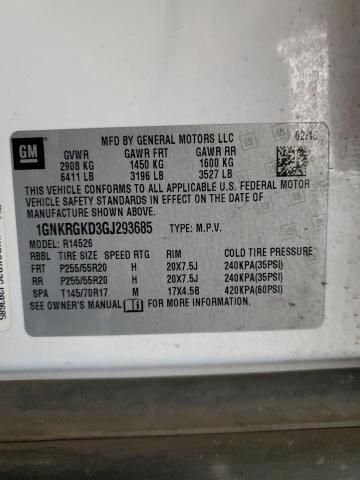 GM
MFD BY GENERAL MOTORS LLC
GVWR GAWR FRT GAWR RR
2908 KG 1450 KG 1600 KG
6411 LB 3196 LB 3527 LB
THIS VEHICLE CONFORMS TO ALL APPLICABLE U.S. FEDERAL MOTOR
VEHICLE SAFETY STANDARDS IN EFFECT ON THE DATE OF
MANUFACTURE SHOWN ABOVE.
1GNKRGKD3GJ293685 TYPE: M.P.V.
MODEL: R14526
RBBL TIRE SIZE SPEED RTG RIM COLD TIRE PRESSURE
FRT P255/55R20 H 20X7.5J 240KPA(35PSI)
RR P255/55R20 H 20X7.5J 240KPA(35PSI)
SPA T145/70R17 M 17X4.5B 420KPA(60PSI)
SEE OWNER'S MANUAL FOR MORE INFORMATION.